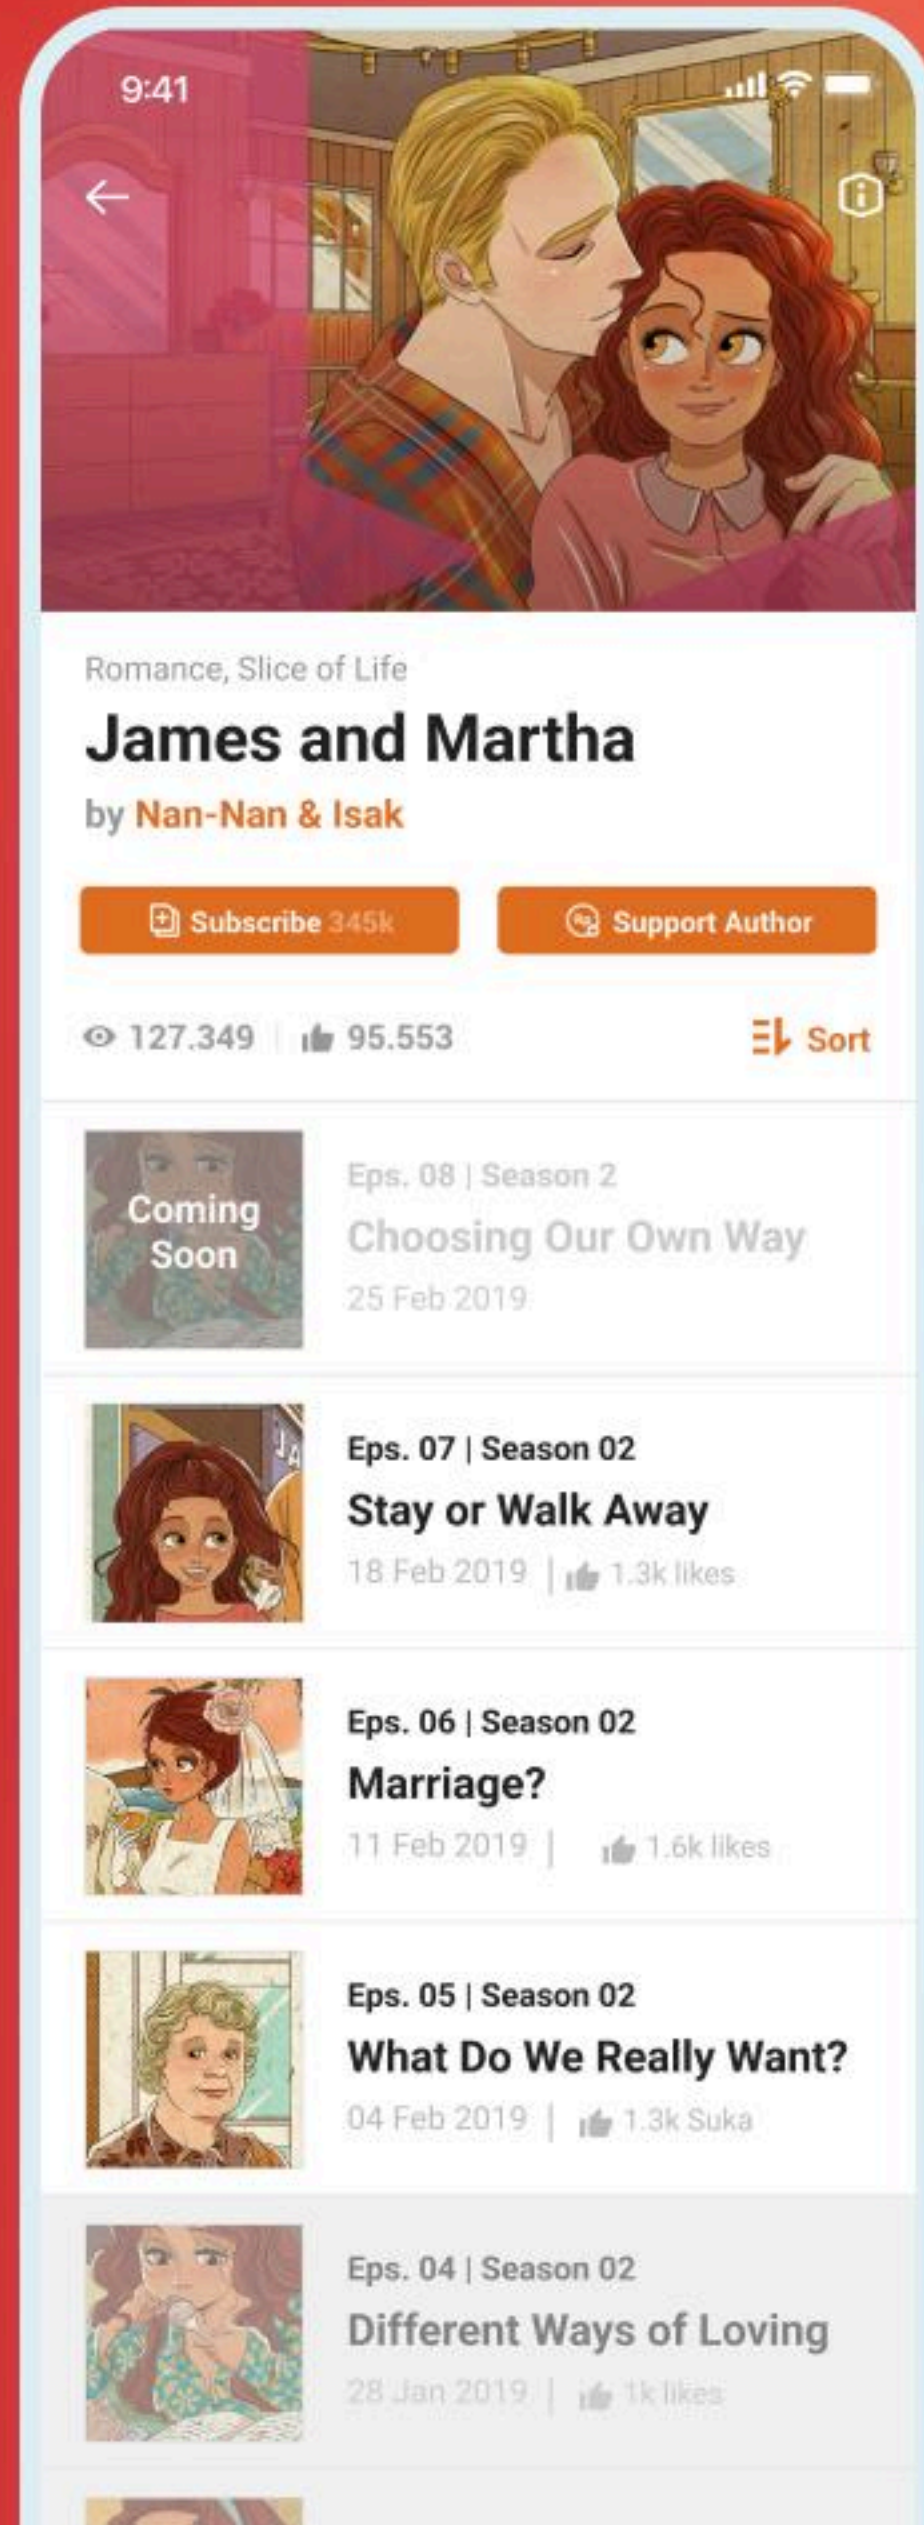 9:41
Romance, Slice of Life
James and Martha
by Nan-Nan & Isak
Subscribe 345k
Support Author
127.349 | 95.553
Sort
Coming
Soon
Eps. 08 | Season 2
Choosing Our Own Way
25 Feb 2019
JA
Eps. 07 | Season 02
Stay or Walk Away
18 Feb 2019 | 1.3k likes
Eps. 06 | Season 02
Marriage?
11 Feb 2019 | 1.6k likes
Eps. 05 | Season 02
What Do We Really Want?
04 Feb 2019 | 1.3k Suka
Eps. 04 | Season 02
Different Ways of Loving
28 Jan 2019 | 1k likes